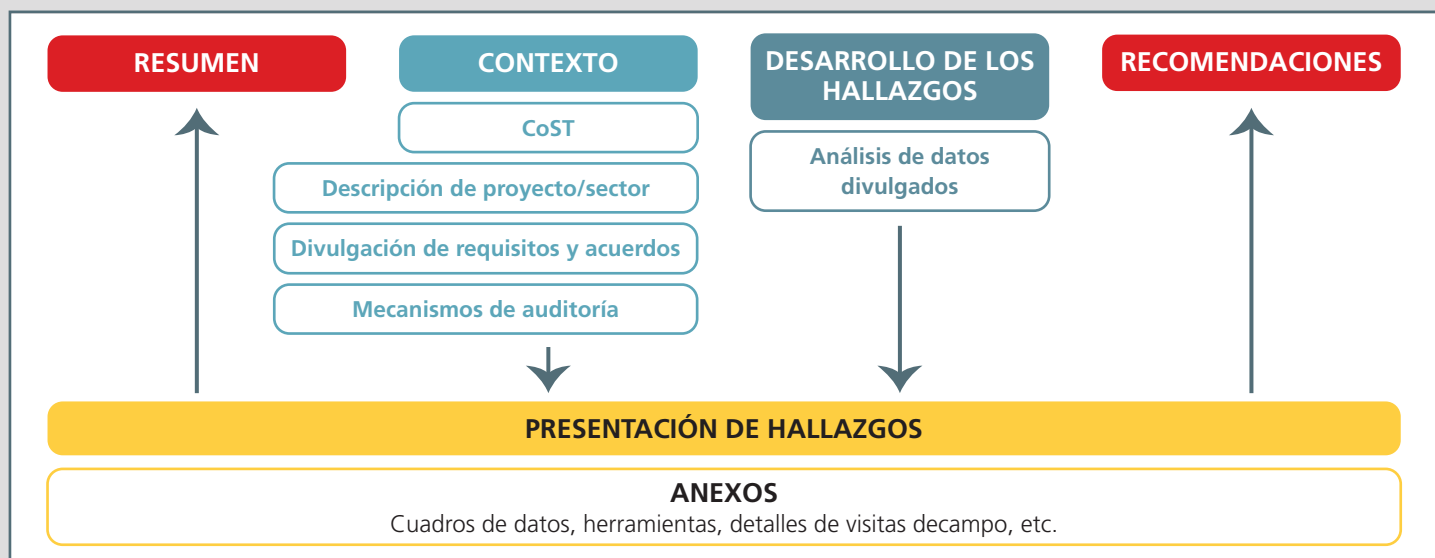 RESUMEN
CONTEXTO
CoST
Descripción de proyecto/sector
Divulgación de requisitos y acuerdos
Mecanismos de auditoría
DESARROLLO DE LOS
HALLAZGOS
Análisis de datos
divulgados
RECOMENDACIONES
PRESENTACIÓN DE HALLAZGOS
ANEXOS
Cuadros de datos, herramientas, detalles de visitas decampo, etc.